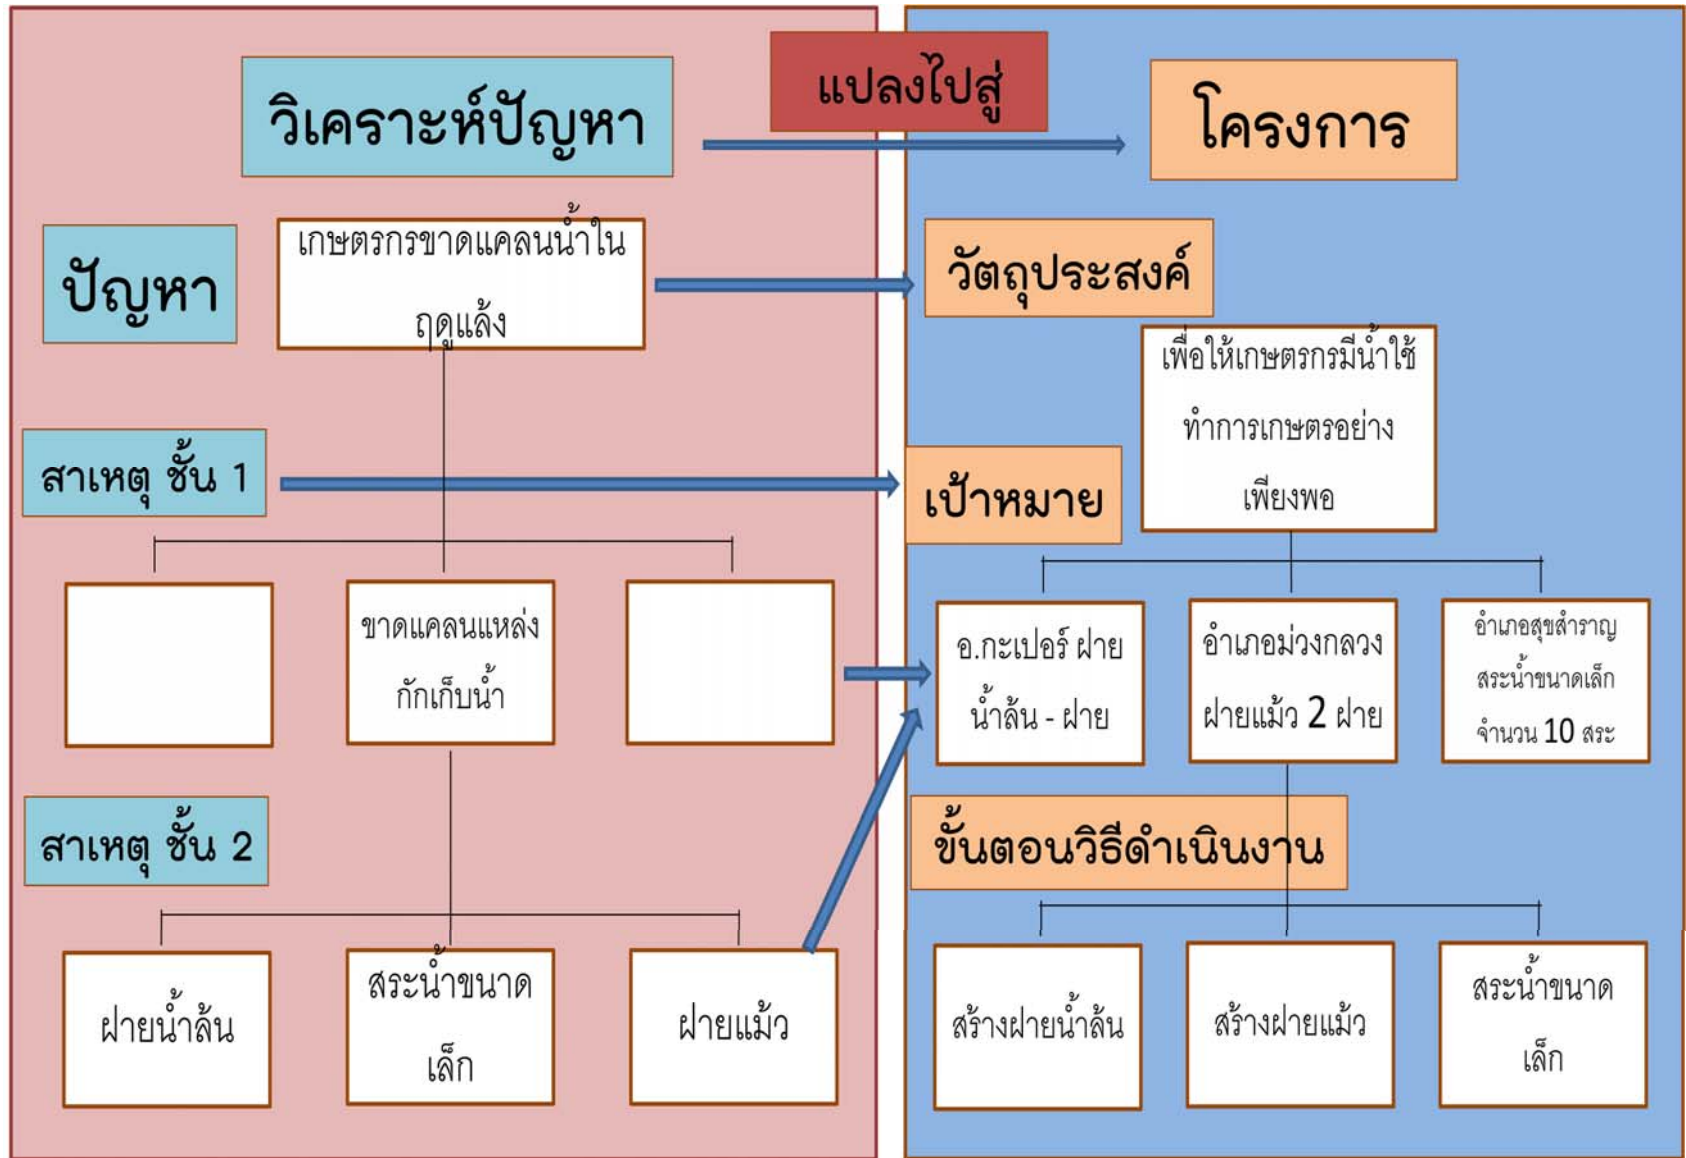 วิเคราะห์ปัญหา
แปลงไปสู่
โครงการ
ปัญหา
เกษตรกรขาดแคลนน้ำใน
ฤดูแล้ง
วัตถุประสงค์
เพื่อให้เกษตรกรมีน้ำใช้
ทำการเกษตรอย่าง
เพียงพอ
สาเหตุ ชั้น 1
เป้าหมาย
ขาดแคลนแหล่ง
กักเก็บน้ำ
อ.กะเปอร์ ฝาย
น้ำล้น - ฝาย
อำเภอม่วงกลวง
ฝายแม้ว 2 ฝาย
อำเภอสุขสำราญ
สระน้ำขนาดเล็ก
จำนวน 10 สระ
สาเหตุ ชั้น 2
ขั้นตอนวิธีดำเนินงาน
ฝายน้ำล้น
สระน้ำขนาด
เล็ก
ฝายแม้ว
สร้างฝายน้ำล้น
สร้างฝายแม้ว
สระน้ำขนาด
เล็ก